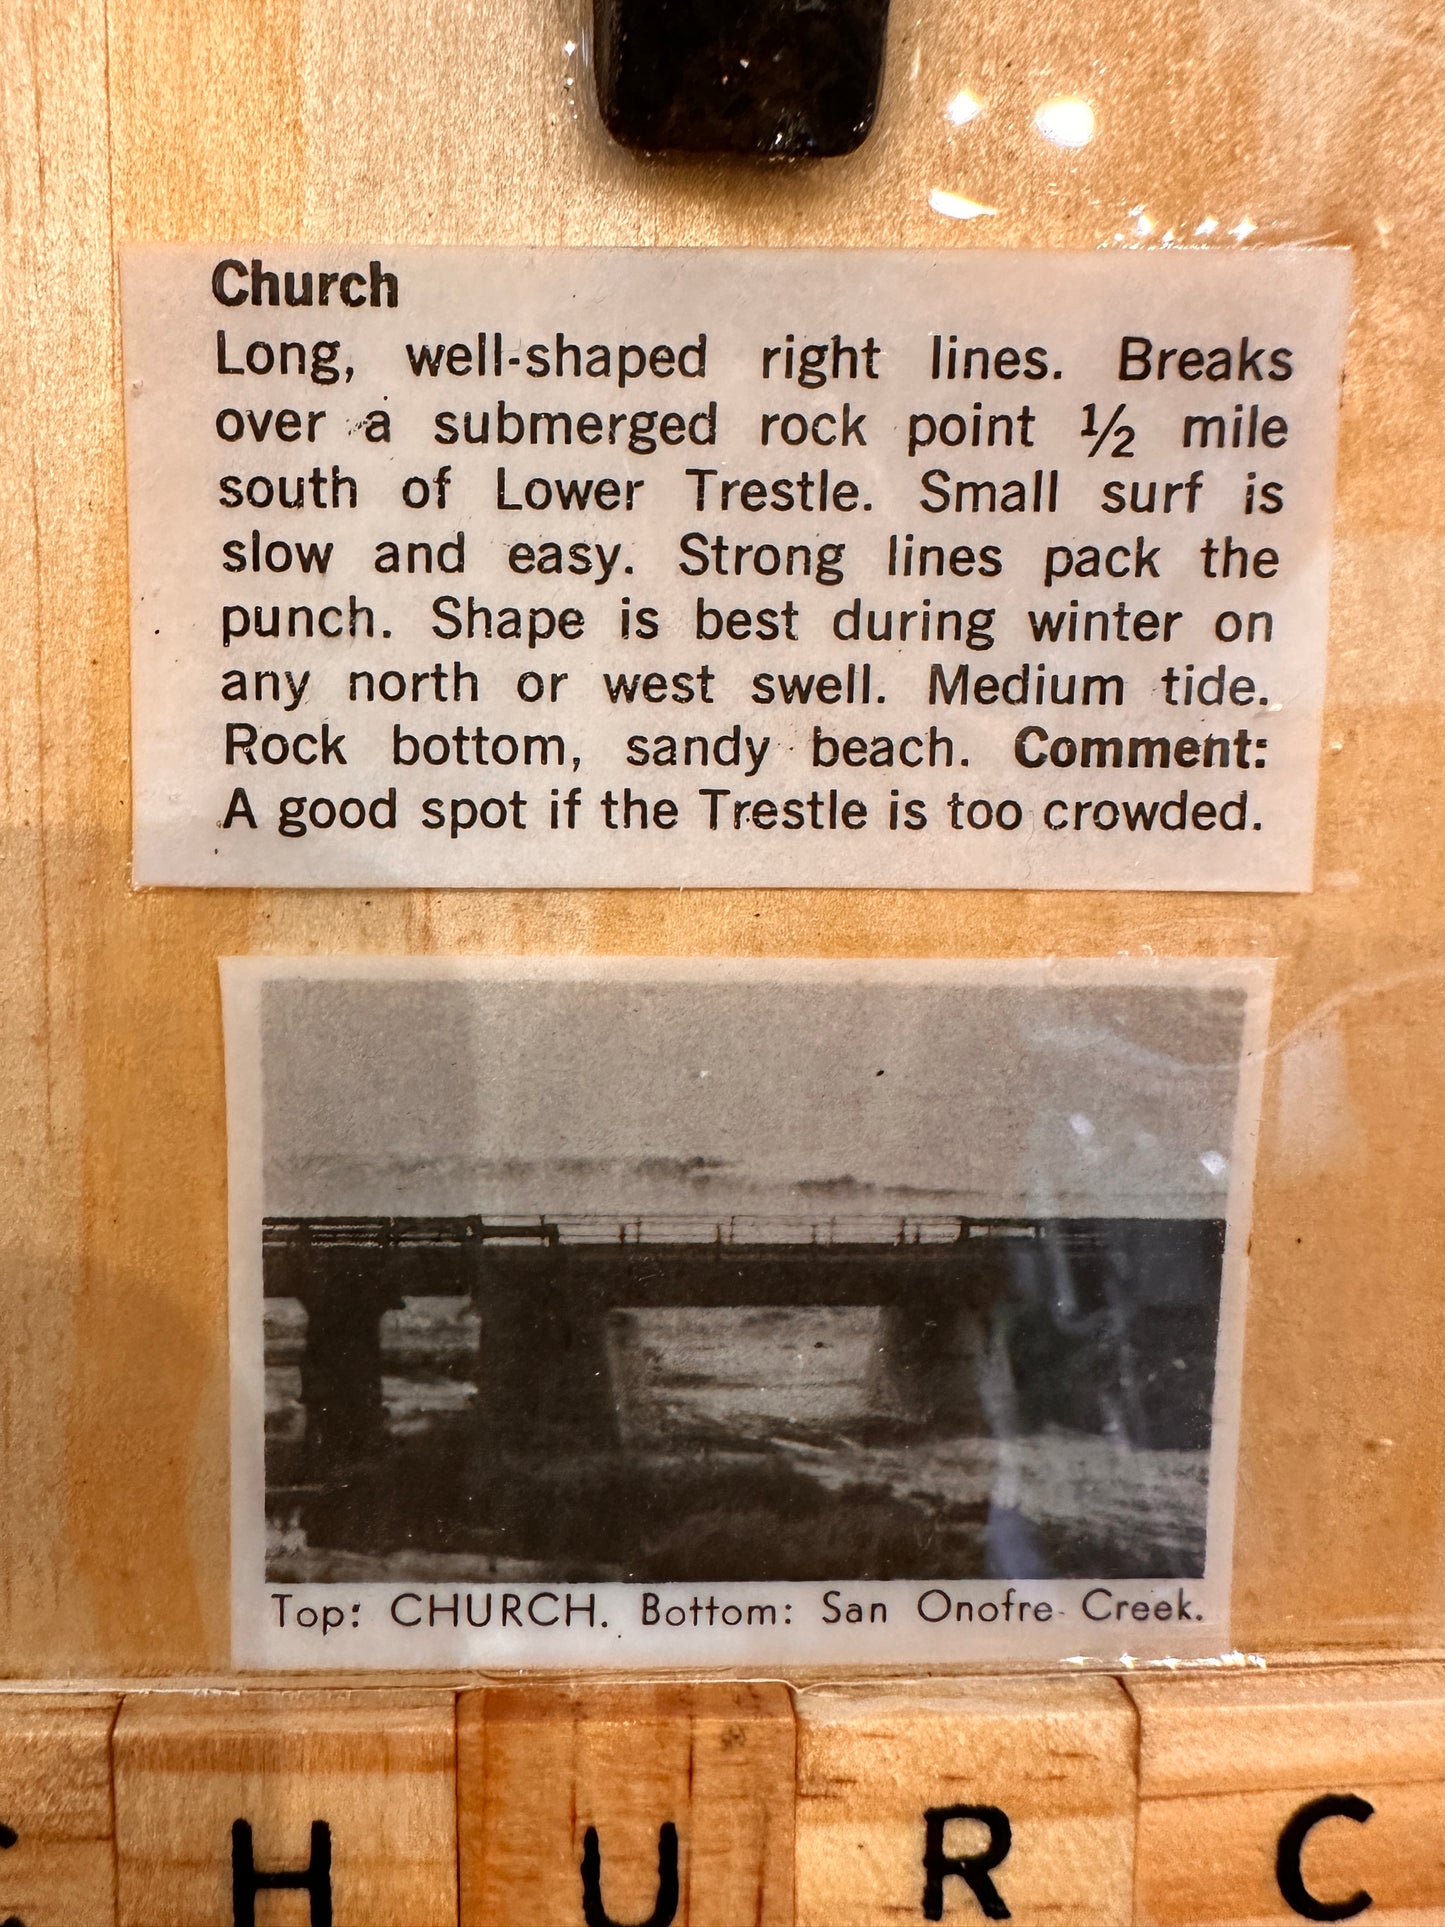 Church
Long, well-shaped right lines. Breaks
over a submerged rock point ½ mile
south of Lower Trestle. Small surf is
slow and easy. Strong lines pack the
punch. Shape is best during winter on
any north or west swell. Medium tide.
Rock bottom, sandy beach. Comment:
A good spot if the Trestle is too crowded.
Top: CHURCH. Bottom: San Onofre Creek.
C H U R C